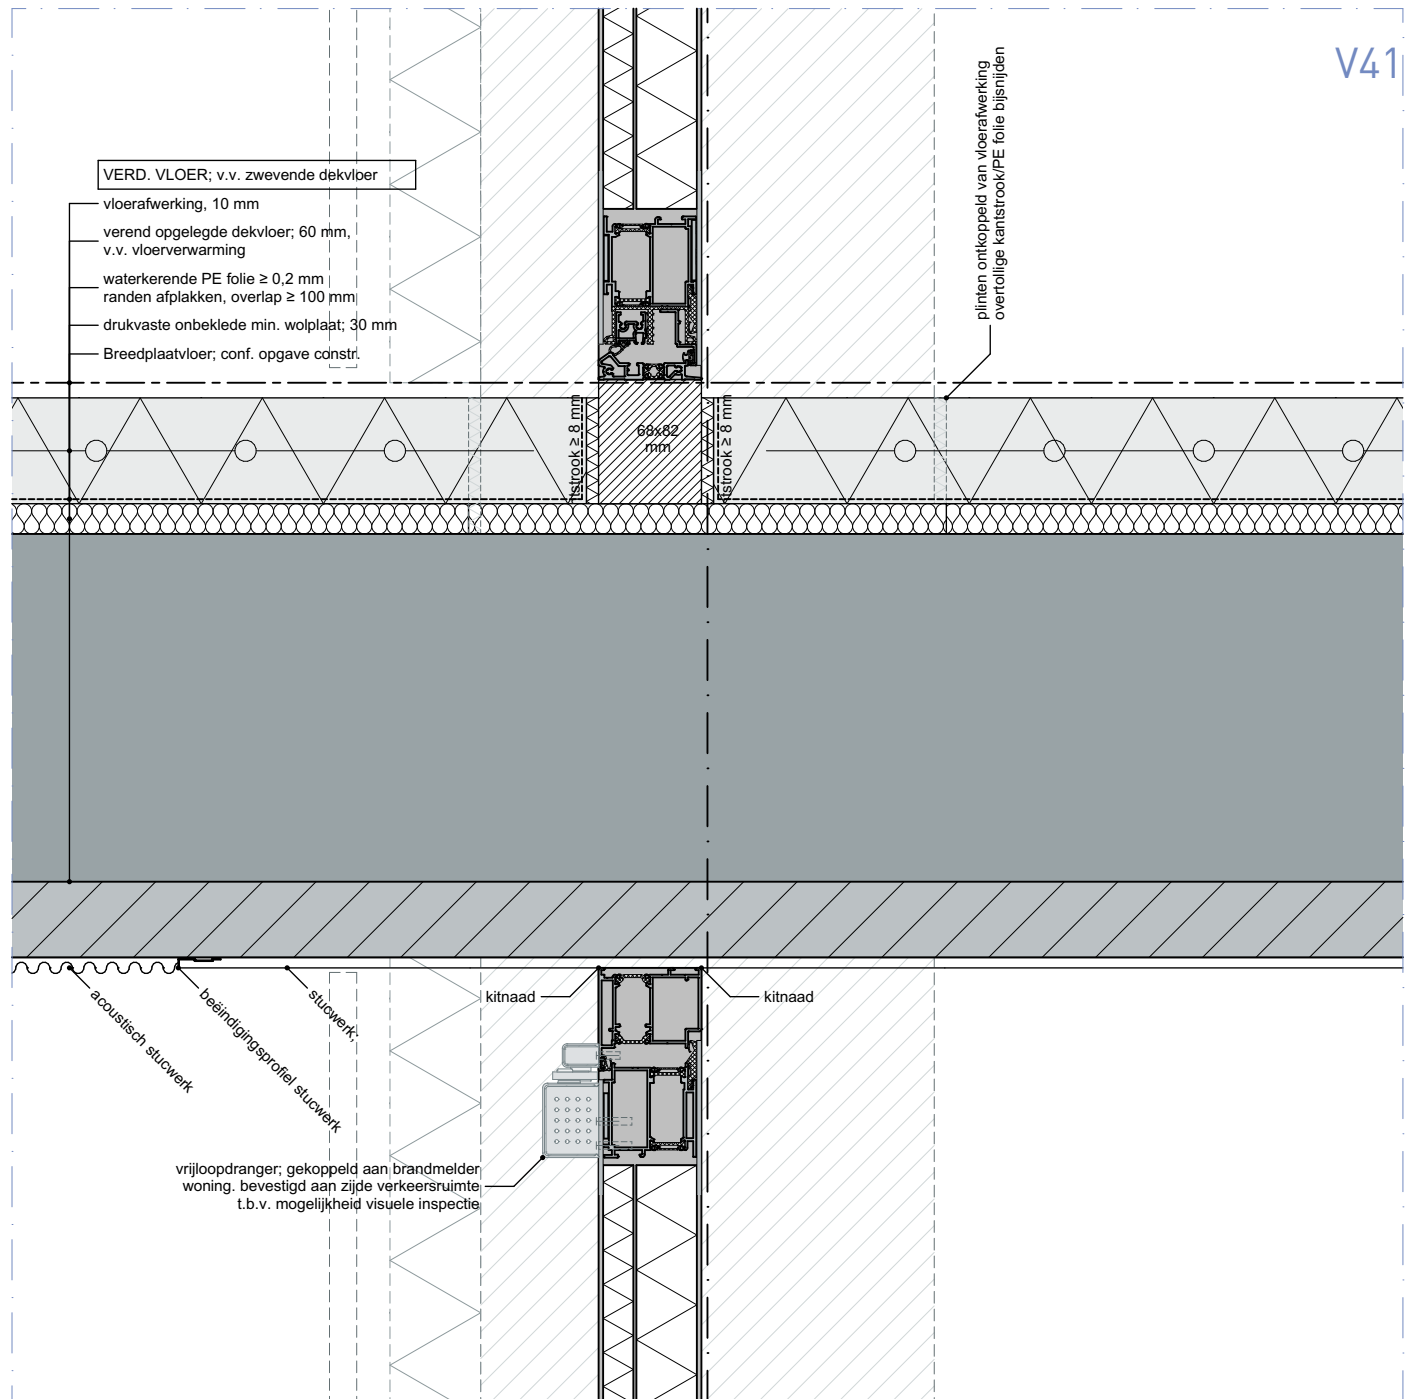 V41
plinten ontkoppeld van vloerafwerking
overtollige kantstrook/PE folie bijsnijden
VERD. VLOER; v.v. zwevende dekvloer
vloerafwerking, 10 mm
verend opgelegde dekvloer; 60 mm,
v.v. vloerverwarming
waterkerende PE folie ≥ 0,2 mm
randen afplakken, overlap ≥ 100 mm
drukvaste onbeklede min. wolplaat; 30 mm
Breedplaatvloer; conf. opgave constr.
tstrook ≥ 8 mm
68x82
mm
tstrook ≥ 8 mm
kitnaad
kitnaad
acoustisch stucwerk
beëindigingsprofiel stucwerk
stucwerk;
vrijloopdranger; gekoppeld aan brandmelder
woning. bevestigd aan zijde verkeersruimte
t.b.v. mogelijkheid visuele inspectie